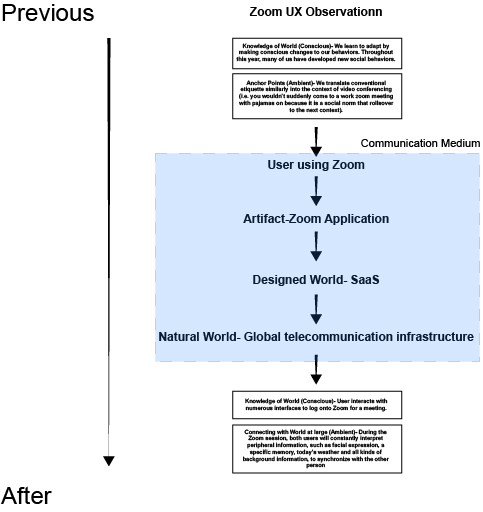 Previous
Zoom UX Observationn
Knowledge of World (Conscious)- We learn to adapt by
making conscious changes to our behaviors. Throughout
this year, many of us have developed new social behaviors.
Anchor Points (Ambient)- We translate conventional
etiquette similarly into the context of video conferencing
(i.e. you wouldn't suddenly come to a work zoom meeting
with pajamas on because it is a social norm that rollsover
to the next context).
Communication Medium
User using Zoom
Artifact-Zoom Application
Designed World- SaaS
Natural World- Global telecommunication infrastructure
Knowledge of World (Conscious)- User interacts with
numerous interfaces to log onto Zoom for a meeting.
Connecting with World at large (Ambient)- During the
Zoom session, both users will constantly interpret
peripheral information, such as facial expression, a
specific memory, today's weather and all kinds of
background information, to synchronize with the other
person
After